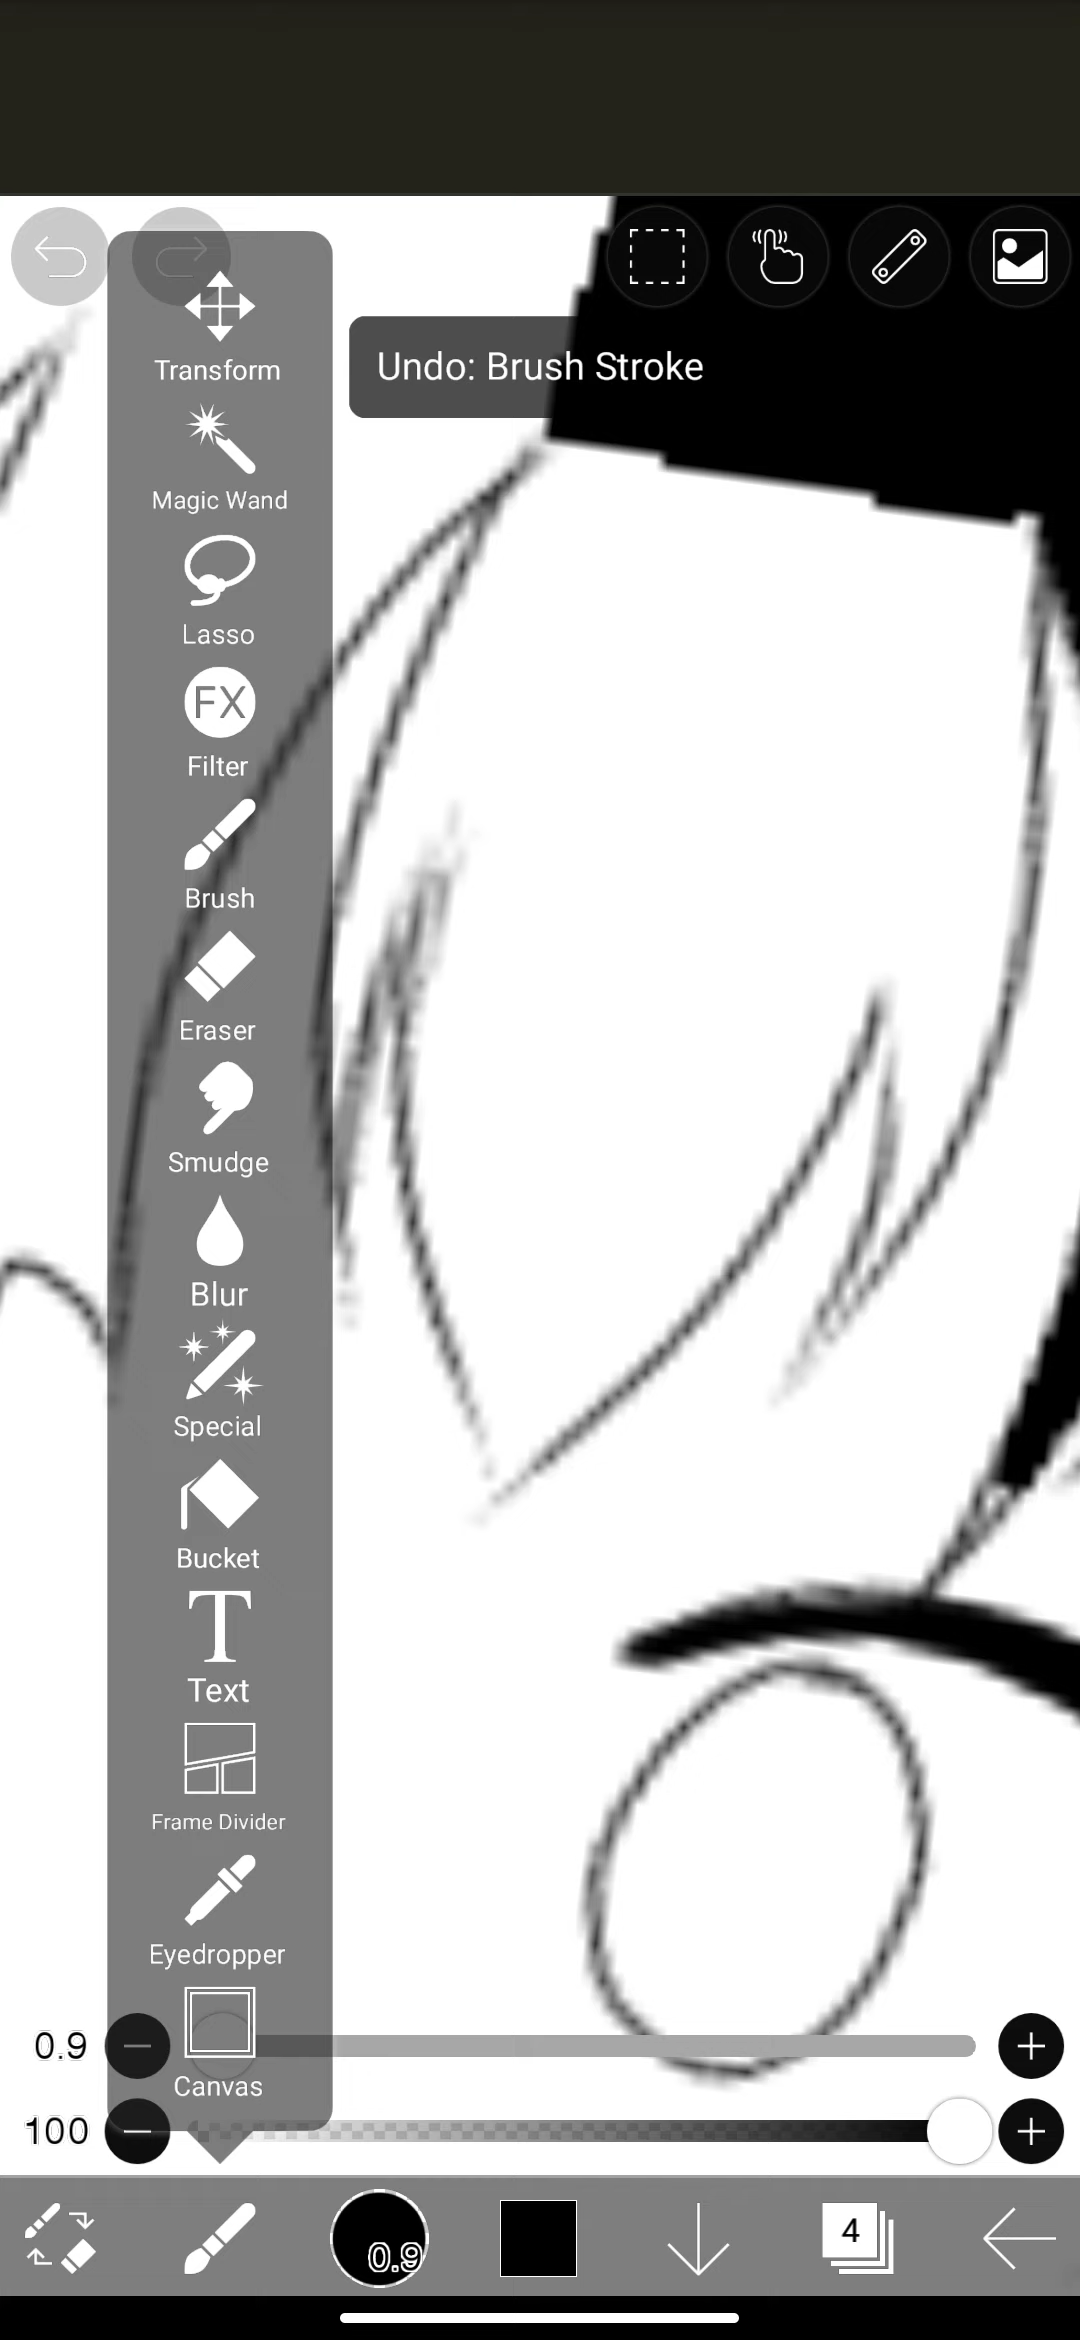 Transform
Undo: Brush Stroke
Magic Wand
Lasso
FX
Filter
Brush
Eraser
Smudge
Blur
Special
Bucket
T
Text
Frame Divider
Eyedropper
0.9
Canvas
100
0.9
4